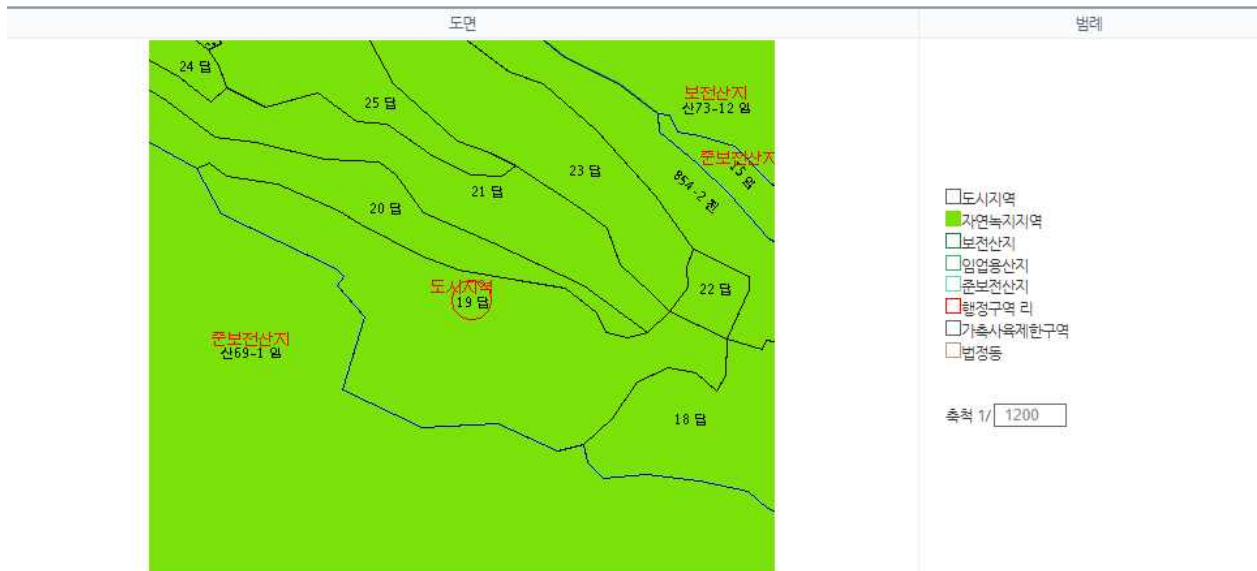 도면
범례
24 답
25 답
보전산지
산73-12 임
준보전산지
15 임
23 답
854-2 전
21 답
20 답
도시지역
19 답
22 답
준보전산지
산69-1 임
18 답
도시지역
자연녹지지역
보전산지
임업용산지
준보전산지
행정구역 리
가축사육제한구역
법정동
축척 1/ 1200